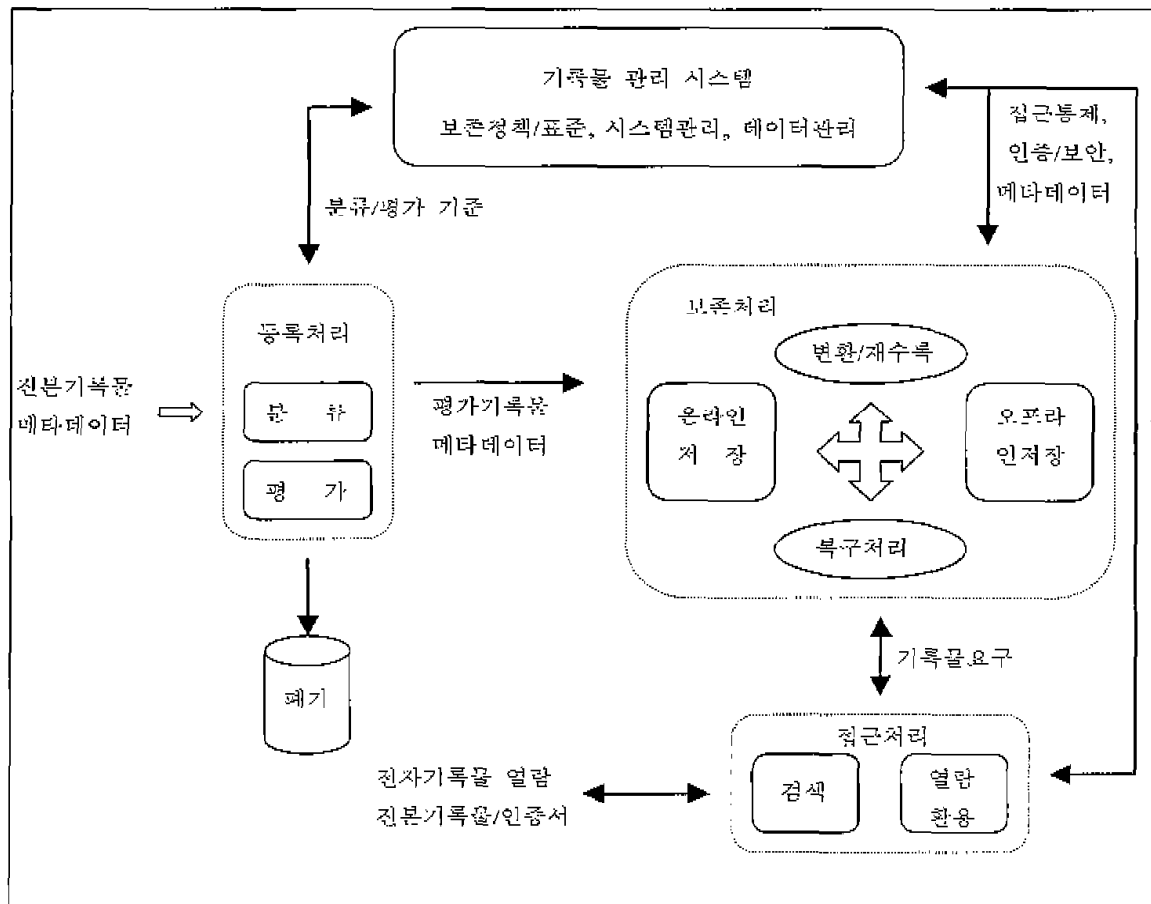 기록물 관리 시스템
보존정책/표준, 시스템관리, 데이터관리
접근통제,
인증/보안,
메타데이터
분류/평가 기준
등록처리
분 류
평 가
진본기록물
메타데이터
평가기록물
메타데이터
보존처리
변환/재수록
온라인
저 장
오프라
인저장
복구처리
폐기
기록물요구
접근처리
검색
열람
활용
전자기록물 열람
진본기록물/인증서